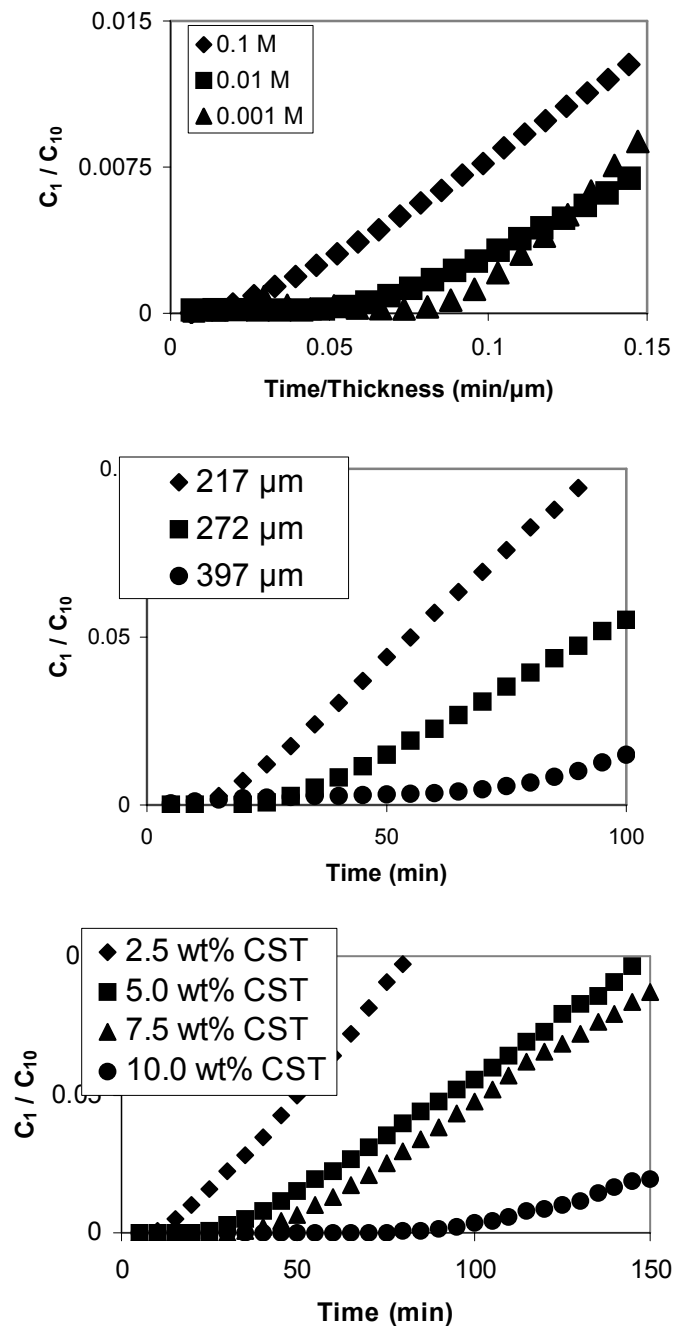 0.015
0.1 M
0.01 M
0.001 M
0.0075
C₁ / C₁₀
0
0
0.05
0.1
0.15
Time/Thickness (min/µm)
0.
217 µm
272 µm
397 µm
0.05
C₁ / C₁₀
0
0
50
100
Time (min)
0.
2.5 wt% CST
5.0 wt% CST
7.5 wt% CST
10.0 wt% CST
C₁ / C₁₀
0
0
50
100
150
Time (min)